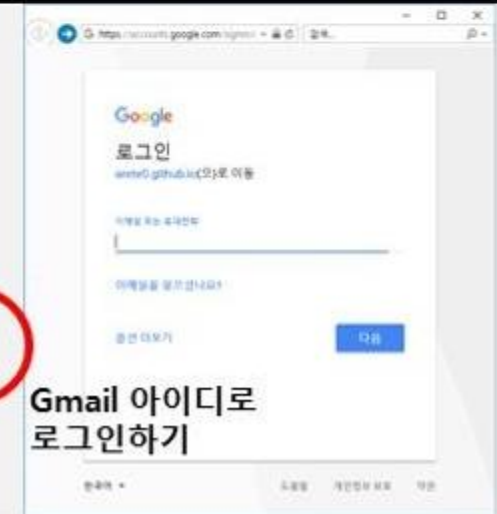 검색...
Google
로그인
(으)로 이동
이메일 또는 휴대전화
이메일을 잊으셨나요?
옵션 더보기
다음
Gmail 아이디로
로그인하기
한국어
도움말
개인정보 보호
약관